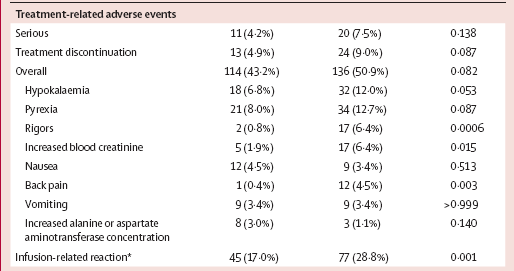 Treatment-related adverse events
Serious 11 (4·2%) 20 (7·5%) 0·138
Treatment discontinuation 13 (4·9%) 24 (9·0%) 0·087
Overall 114 (43·2%) 136 (50·9%) 0·082
Hypokalaemia 18 (6·8%) 32 (12·0%) 0·053
Pyrexia 21 (8·0%) 34 (12·7%) 0·087
Rigors 2 (0·8%) 17 (6·4%) 0·0006
Increased blood creatinine 5 (1·9%) 17 (6·4%) 0·015
Nausea 12 (4·5%) 9 (3·4%) 0·513
Back pain 1 (0·4%) 12 (4·5%) 0·003
Vomiting 9 (3·4%) 9 (3·4%) >0·999
Increased alanine or aspartate 8 (3·0%) 3 (1·1%) 0·140
aminotransferase concentration
Infusion-related reaction* 45 (17·0%) 77 (28·8%) 0·001